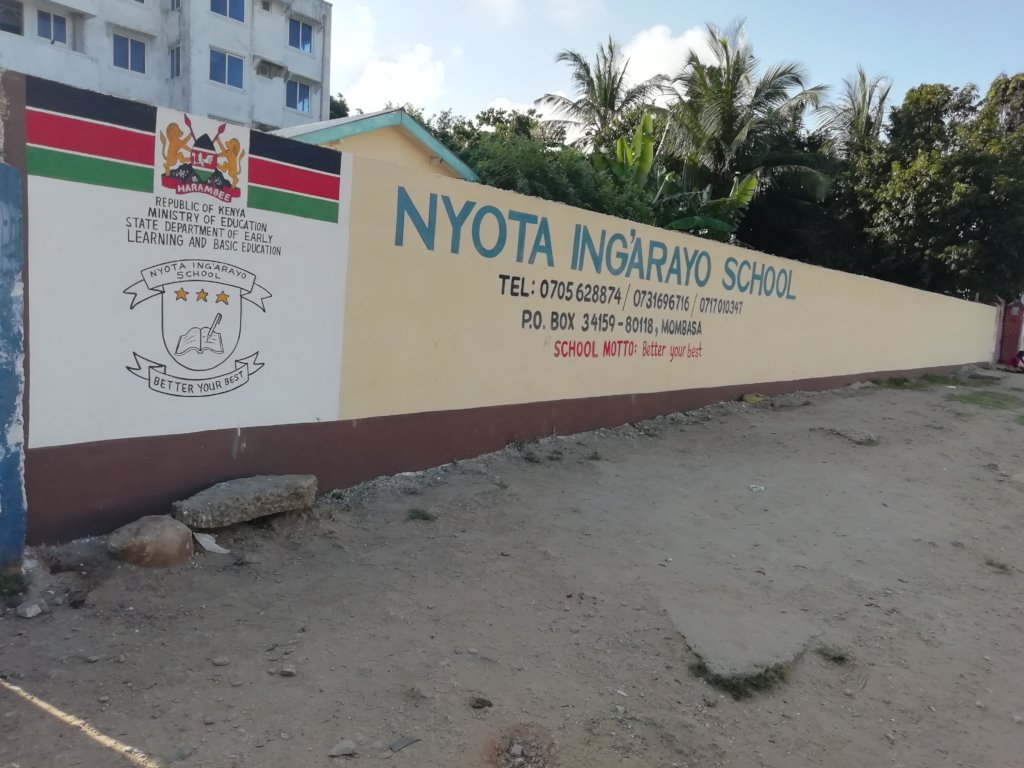 HARAMBEE
REPUBLIC OF KENYA
MINISTRY OF EDUCATION
STATE DEPARTMENT OF EARLY
LEARNING AND BASIC EDUCATION
NYOTA ING'ARAYO
SCHOOL
BETTER YOUR BEST
NYOTA ING'ARAYO SCHOOL
TEL: 0705 628874 / 0731696716 / 0717010347
P.O. BOX 34159-80118, MOMBASA
SCHOOL MOTTO: Better your best